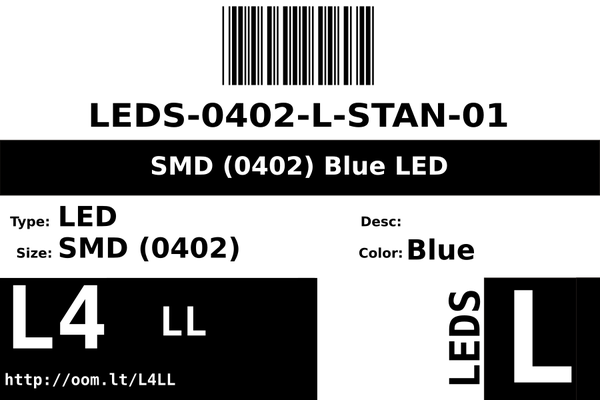 LEDS-0402-L-STAN-01
SMD (0402) Blue LED
Type: LED
Desc:
Size: SMD (0402)
Color: Blue
L4
LL
http://oom.lt/L4LL
LEDS
L